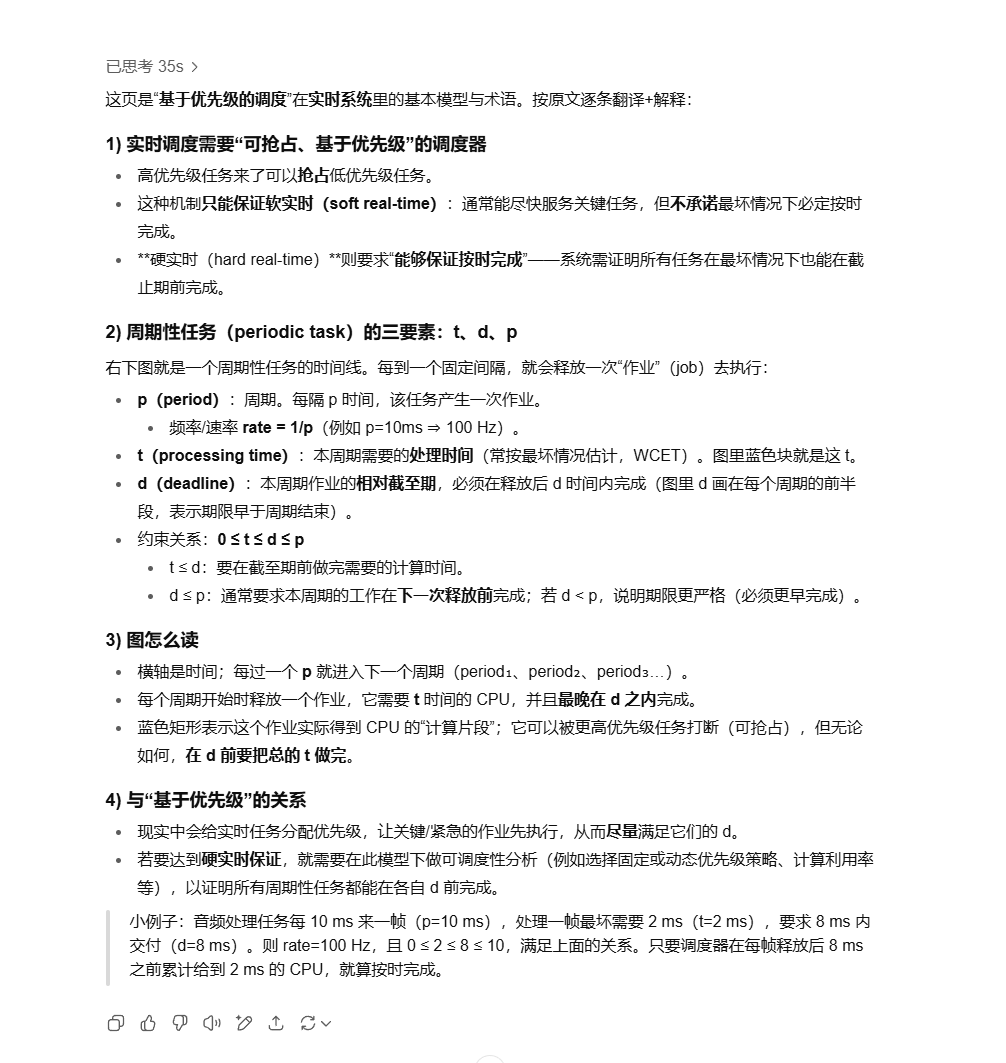 已思考 35s >
这页是“基于优先级的调度”在实时系统里的基本模型与术语。按原文逐条翻译+解释：
1) 实时调度需要“可抢占、基于优先级”的调度器
• 高优先级任务来了可以抢占低优先级任务。
• 这种机制只能保证软实时（soft real-time）：通常能尽快服务关键任务，但不承诺最坏情况下必定按时
完成。
• **硬实时（hard real-time）**则要求“能够保证按时完成”——系统需证明所有任务在最坏情况下也能在截
止期前完成。
2) 周期性任务（periodic task）的三要素：t、d、p
右下图就是一个周期性任务的时间线。每到一个固定间隔，就会释放一次“作业”（job）去执行：
• p（period）：周期。每隔 p 时间，该任务产生一次作业。
• 频率/速率 rate = 1/p（例如 p=10ms ⇒ 100 Hz）。
• t（processing time）：本周期需要的处理时间（常按最坏情况估计，WCET）。图里蓝色块就是这 t。
• d（deadline）：本周期作业的相对截至期，必须在释放后 d 时间内完成（图里 d 画在每个周期的前半
段，表示期限早于周期结束）。
• 约束关系：0 ≤ t ≤ d ≤ p
• t ≤ d：要在截至期前做完需要的计算时间。
• d ≤ p：通常要求本周期的工作在下一次释放前完成；若 d < p，说明期限更严格（必须更早完成）。
3) 图怎么读
• 横轴是时间；每过一个 p 就进入下一个周期（period₁、period₂、period₃…）。
• 每个周期开始时释放一个作业，它需要 t 时间的 CPU，并且最晚在 d 之内完成。
• 蓝色矩形表示这个作业实际得到 CPU 的“计算片段”；它可以被更高优先级任务打断（可抢占），但无论
如何，在 d 前要把总的 t 做完。
4) 与“基于优先级”的关系
• 现实中会给实时任务分配优先级，让关键/紧急的作业先执行，从而尽量满足它们的 d。
• 若要达到硬实时保证，就需要在此模型下做可调度性分析（例如选择固定或动态优先级策略、计算利用率
等），以证明所有周期性任务都能在各自 d 前完成。
小例子：音频处理任务每 10 ms 来一帧（p=10 ms），处理一帧最坏需要 2 ms（t=2 ms），要求 8 ms 内
交付（d=8 ms）。则 rate=100 Hz，且 0 ≤ 2 ≤ 8 ≤ 10，满足上面的关系。只要调度器在每帧释放后 8 ms
之前累计给到 2 ms 的 CPU，就算按时完成。